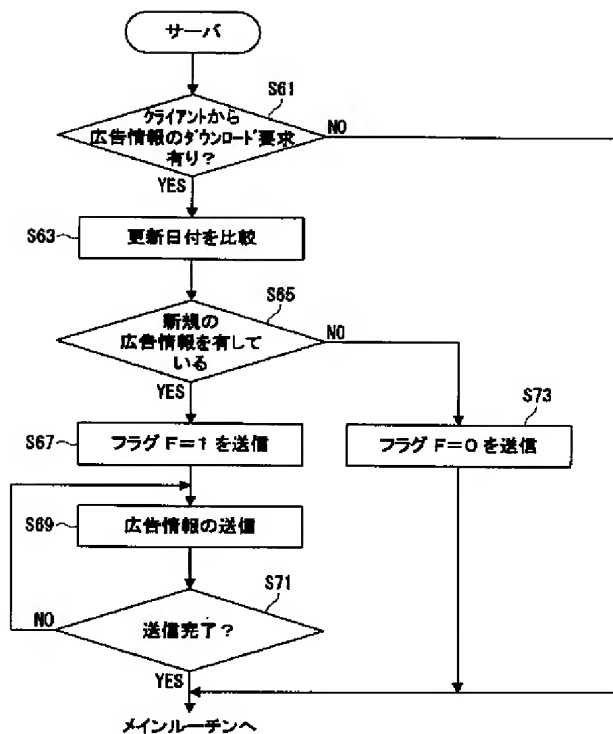 サーバ
S61
クライアントから
広告情報のダウンロード要求
有り？
NO
YES
S63
更新日付を比較
S65
新規の
広告情報を有して
いる
NO
YES
S73
S67
フラグ F=1 を送信
フラグ F=0 を送信
S69
広告情報の送信
S71
NO
送信完了？
YES
メインルーチンへ